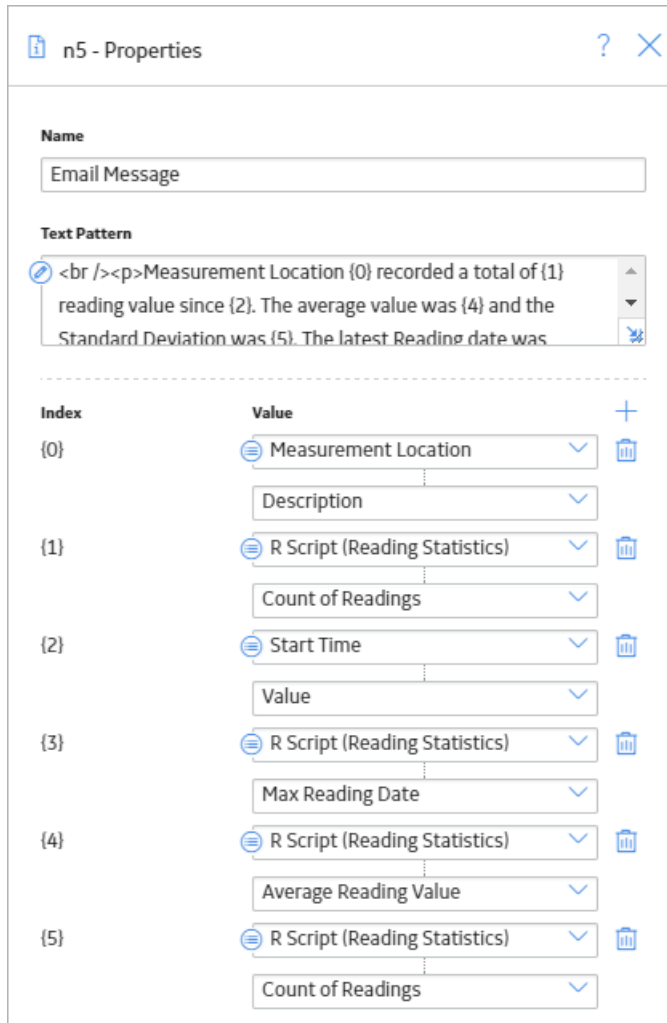 n5 - Properties ?
Name
Email Message
Text Pattern
<br /><p>Measurement Location {0} recorded a total of {1}
reading value since {2}. The average value was {4} and the
Standard Deviation was {5}. The latest Reading date was
Index Value
{0} Measurement Location
Description
{1} R Script (Reading Statistics)
Count of Readings
{2} Start Time
Value
{3} R Script (Reading Statistics)
Max Reading Date
{4} R Script (Reading Statistics)
Average Reading Value
{5} R Script (Reading Statistics)
Count of Readings